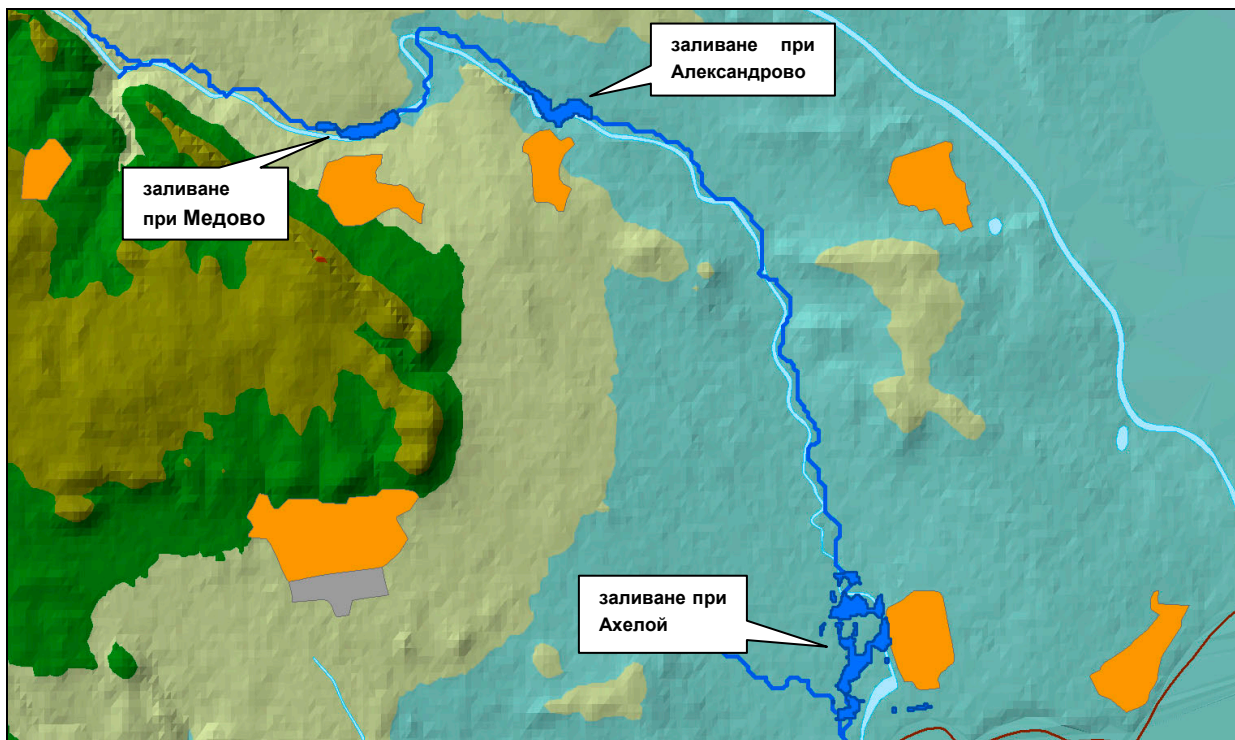 заливане при
Александрово
заливане
при Медово
заливане при
Ахелой